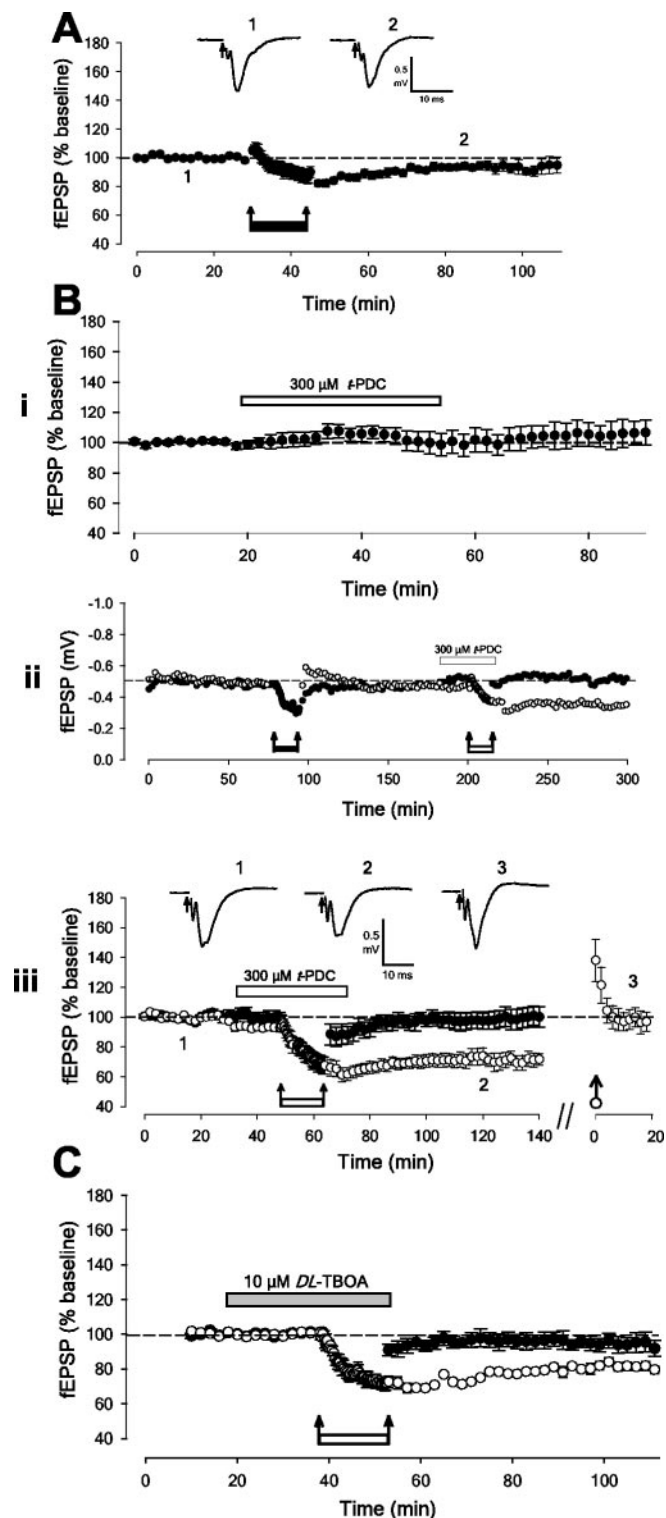 A
1 2
0.5
mV
10 ms
fEPSP (% baseline)
180
160
140
120
100
80
60
40
1
2
0 20 40 60 80 100
Time (min)
B
i
fEPSP (% baseline)
180
160
140
120
100
80
60
40
300 µM t-PDC
0 20 40 60 80
Time (min)
ii
fEPSP (mV)
-1.0
-0.8
-0.6
-0.4
-0.2
0.0
300 µM t-PDC
0 50 100 150 200 250 300
Time (min)
iii
1 2 3
0.5
mV
10 ms
fEPSP (% baseline)
180
160
140
120
100
80
60
40
300 µM t-PDC
1
2
3
0 20 40 60 80 100 120 140 // 0 20
Time (min)
C
fEPSP (% baseline)
180
160
140
120
100
80
60
40
10 µM DL-TBOA
0 20 40 60 80 100
Time (min)